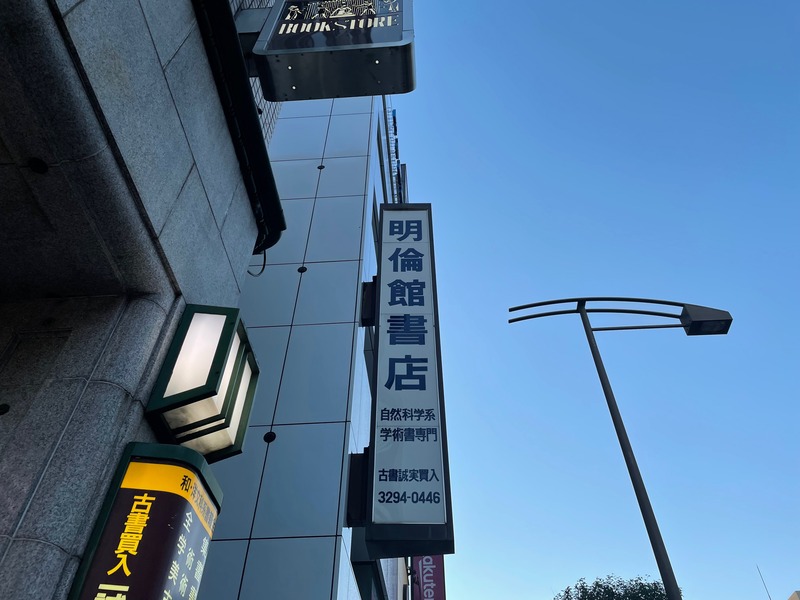 BOOKSTORE
明倫館書店
自然科学系
学術書専門
古書誠実買入
3294-0446
古書買入